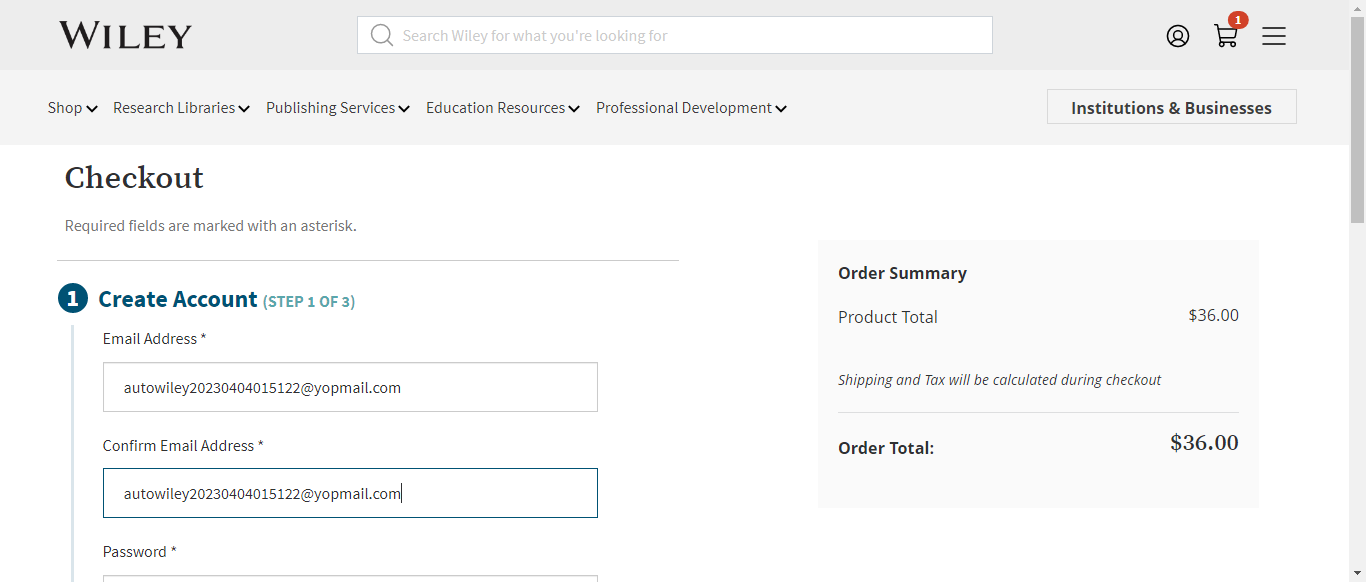 WILEY
Search Wiley for what you're looking for
1
Shop Research Libraries Publishing Services Education Resources Professional Development Institutions & Businesses
Checkout
Required fields are marked with an asterisk.
1 Create Account (STEP 1 OF 3)
Email Address *
autowiley20230404015122@yopmail.com
Confirm Email Address *
autowiley20230404015122@yopmail.com
Password *
Order Summary
Product Total $36.00
Shipping and Tax will be calculated during checkout
Order Total: $36.00